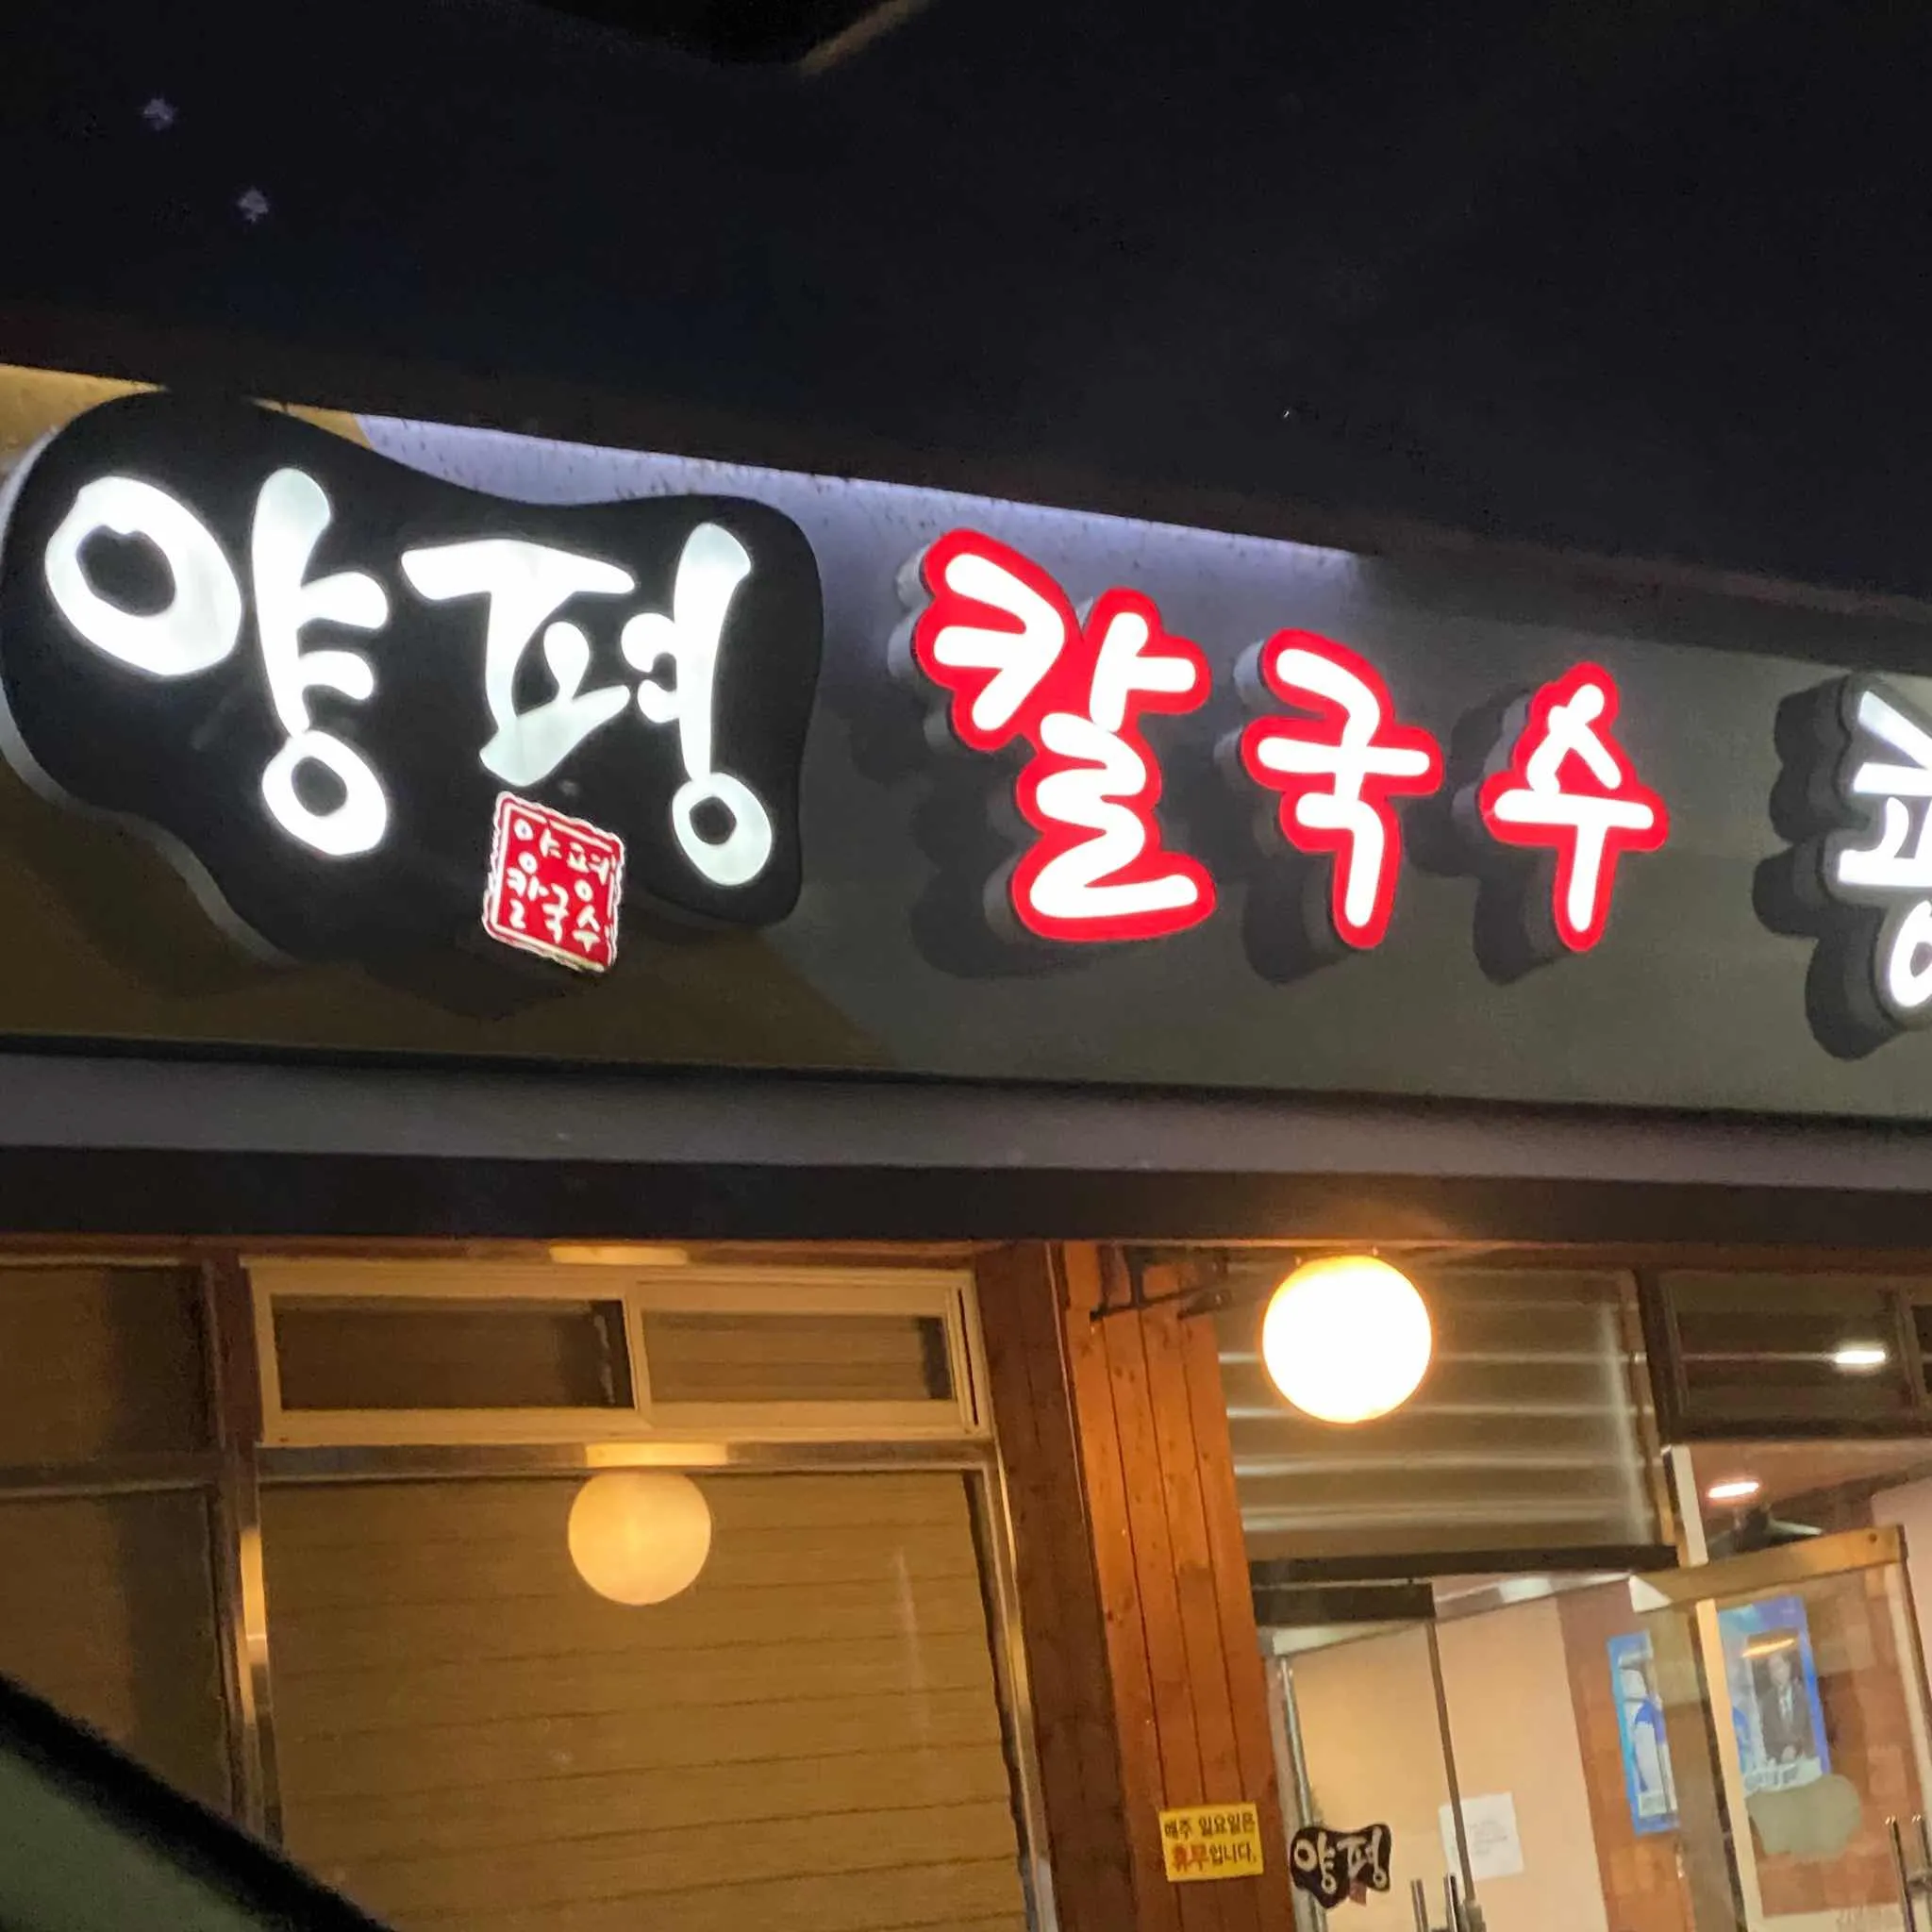 양평 칼국수
양평
칼국수
매주 일요일은
휴무입니다.
양평